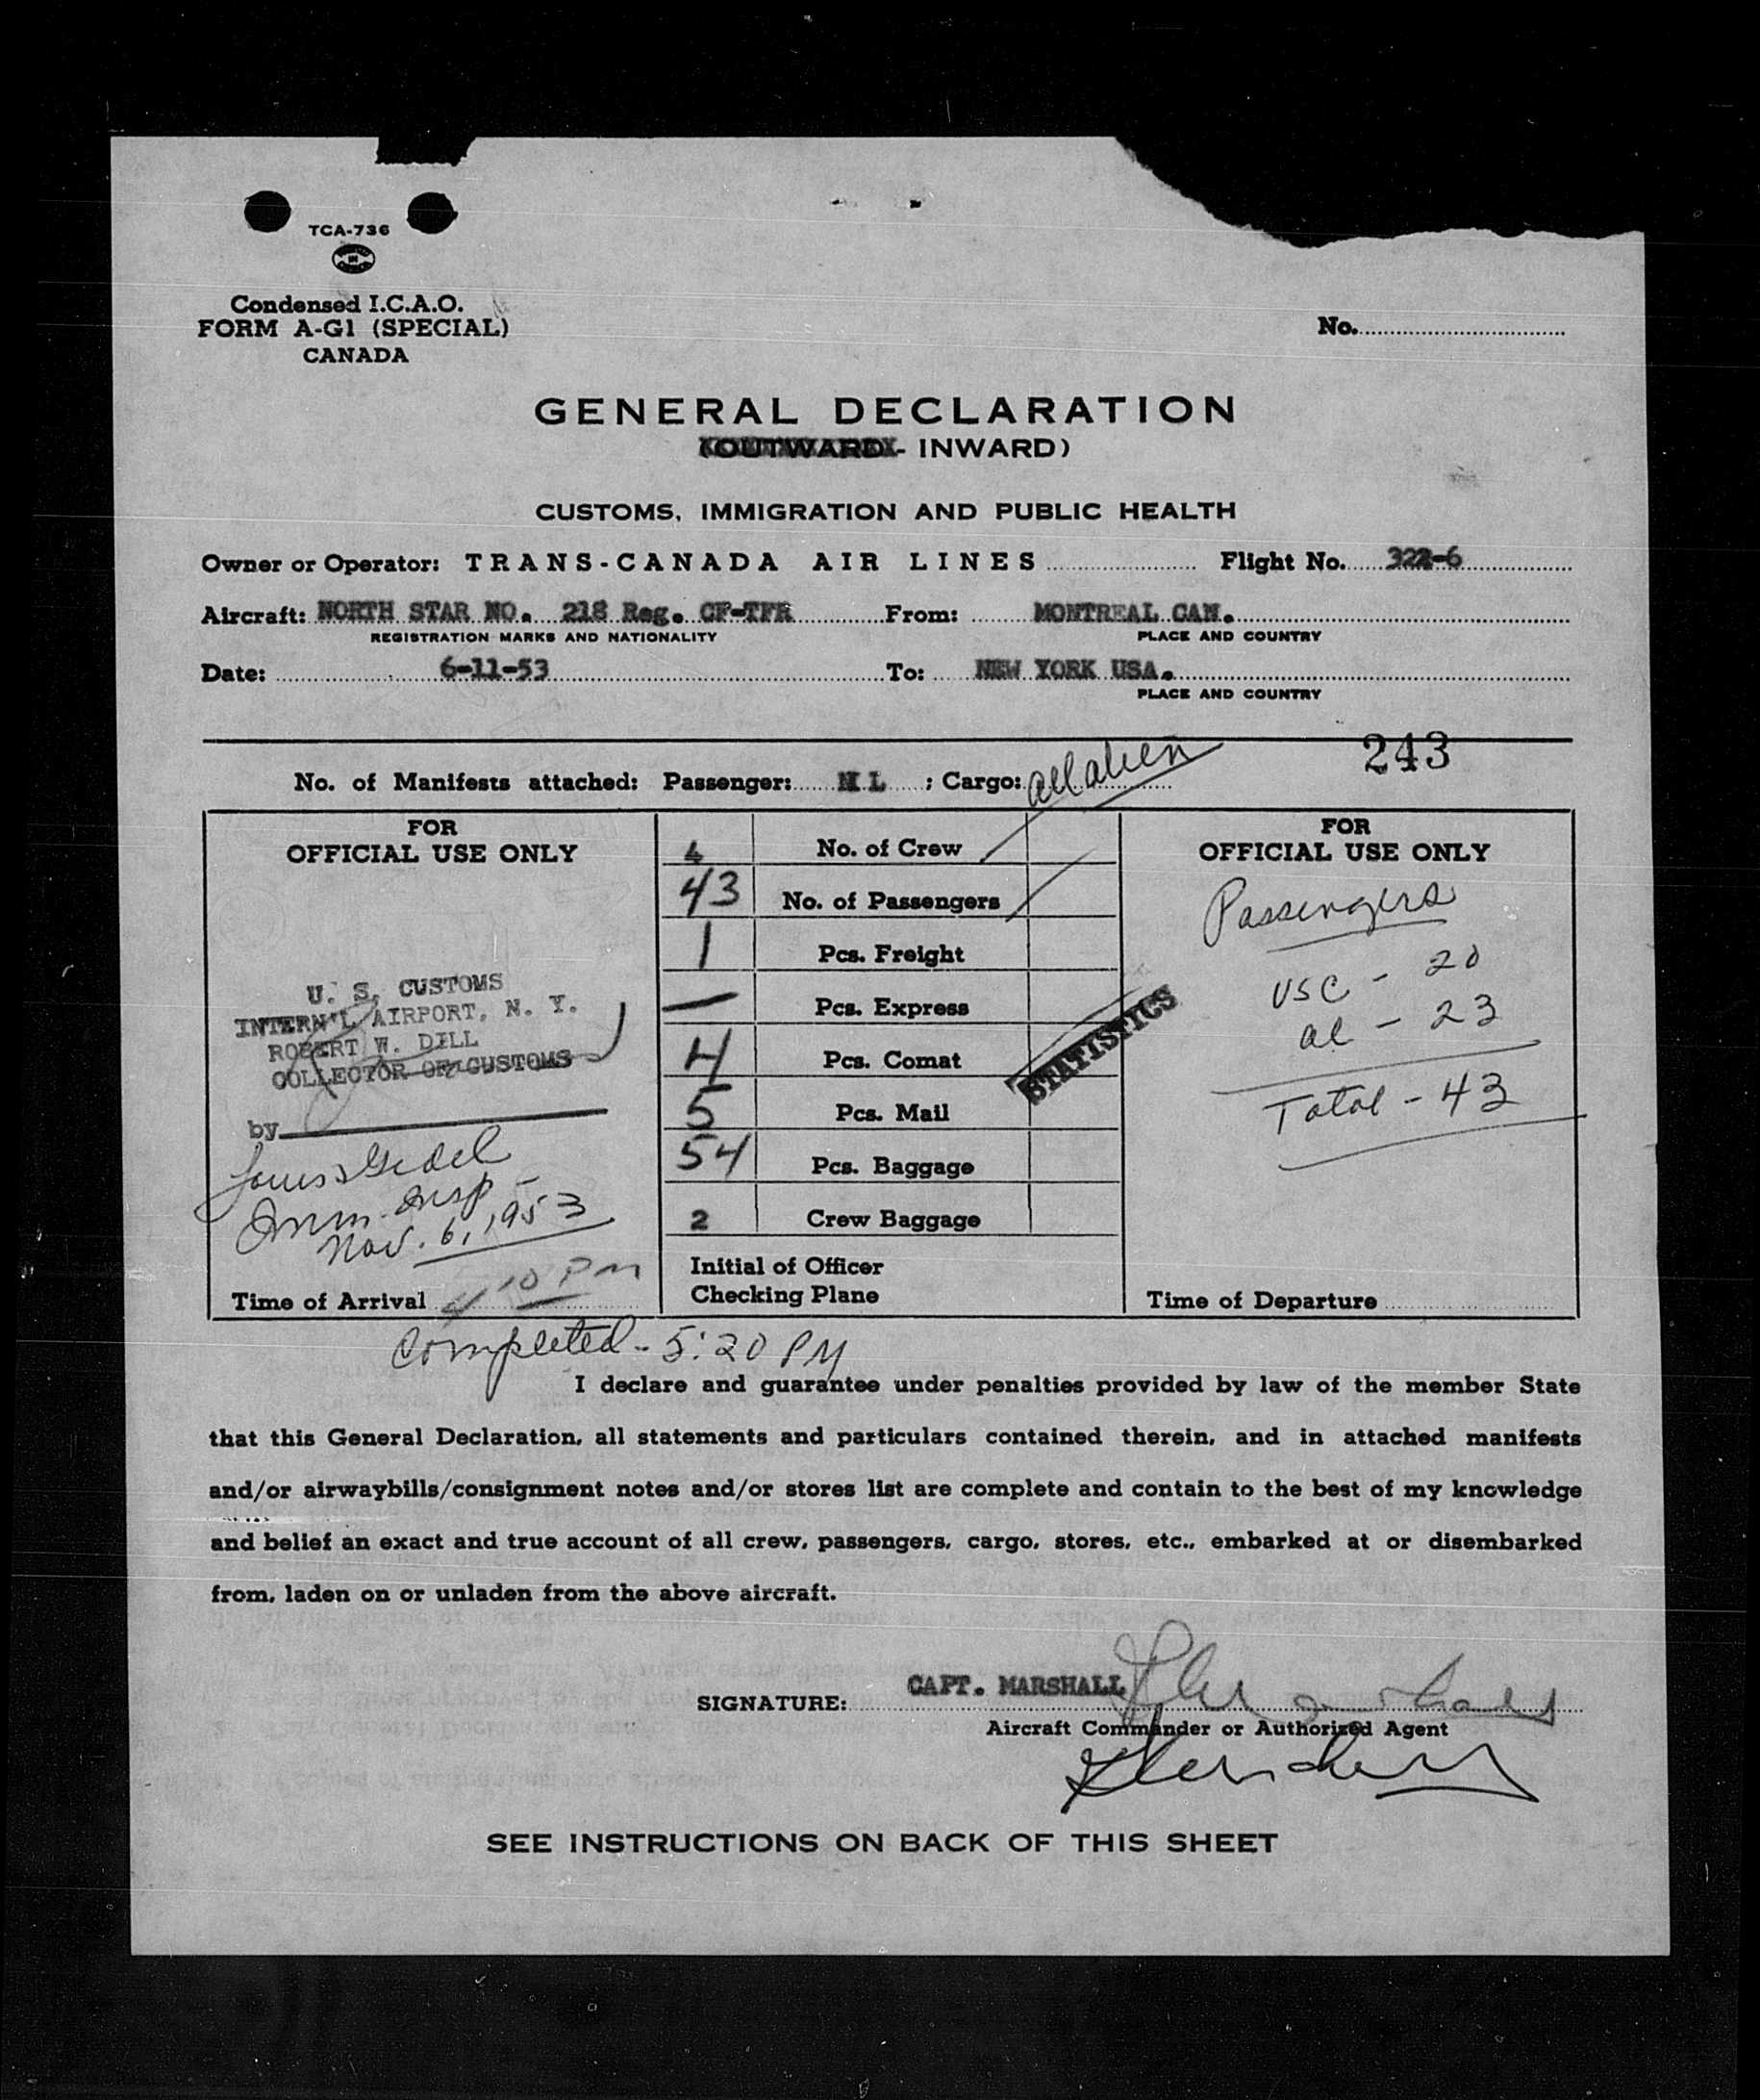 TCA-736
Condensed I.C.A.O.
FORM A-G1 (SPECIAL)
CANADA
No.
GENERAL DECLARATION
(OUTWARD - INWARD)
CUSTOMS, IMMIGRATION AND PUBLIC HEALTH
Owner or Operator: TRANS-CANADA AIR LINES Flight No. 322-6
Aircraft: NORTH STAR NO. 218 Reg. CF-TFR From: MONTREAL CAN.
REGISTRATION MARKS AND NATIONALITY PLACE AND COUNTRY
Date: 6-11-53 To: NEW YORK USA.
PLACE AND COUNTRY
243
No. of Manifests attached: Passenger: ; Cargo: all alien
FOR
OFFICIAL USE ONLY
U. S. CUSTOMS
INTERN'L AIRPORT, N. Y.
ROBERT W. DILL
COLLECTOR OF CUSTOMS
by
Imm. Insp -
Nov. 6, 1953
Time of Arrival 4 10 PM
No. of Crew
43 No. of Passengers
1 Pcs. Freight
— Pcs. Express
4 Pcs. Comat
5 Pcs. Mail
54 Pcs. Baggage
2 Crew Baggage
Initial of Officer
Checking Plane
STATISTICS
FOR
OFFICIAL USE ONLY
Passengers
USC - 20
al - 23
Total - 43
Time of Departure
Completed - 5:20 PM
I declare and guarantee under penalties provided by law of the member State
that this General Declaration, all statements and particulars contained therein, and in attached manifests
and/or airwaybills/consignment notes and/or stores list are complete and contain to the best of my knowledge
and belief an exact and true account of all crew, passengers, cargo, stores, etc., embarked at or disembarked
from, laden on or unladen from the above aircraft.
SIGNATURE: CAPT. MARSHALL
Aircraft Commander or Authorized Agent
SEE INSTRUCTIONS ON BACK OF THIS SHEET